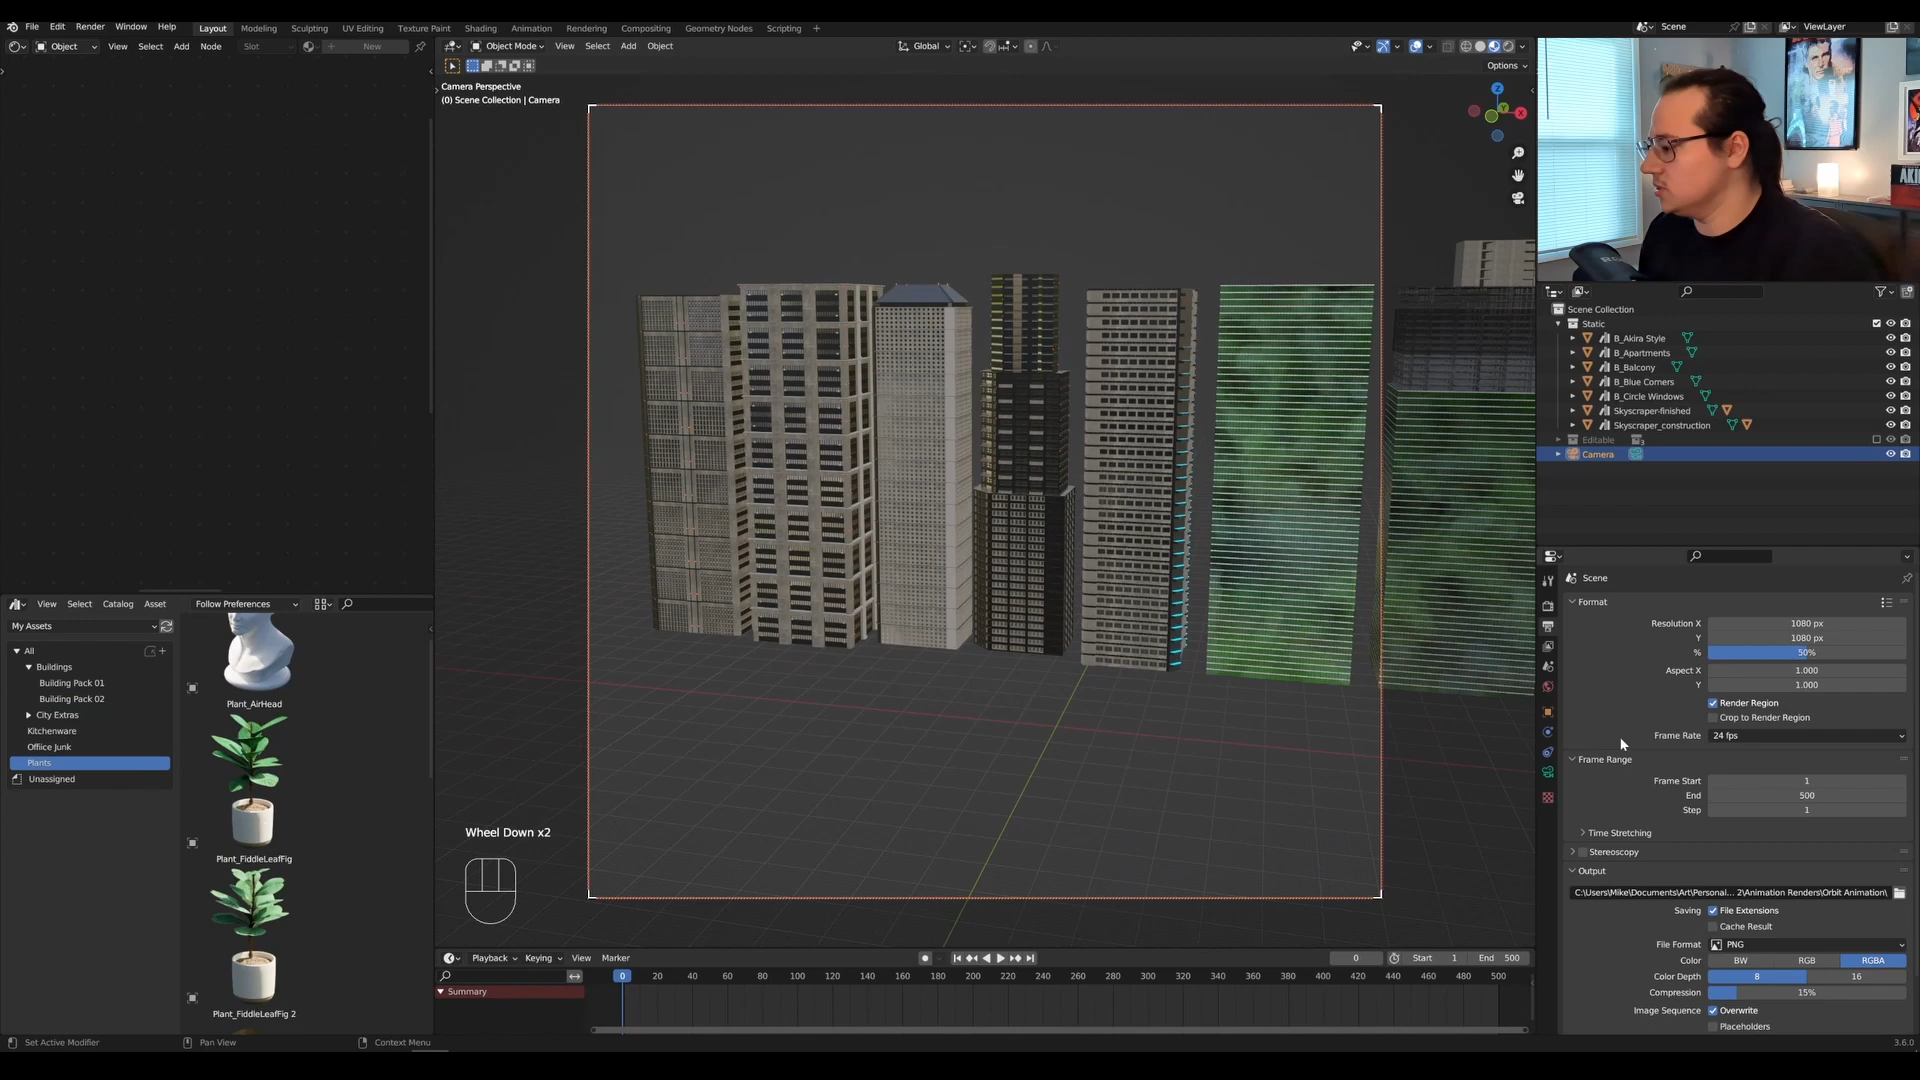 File Edit Render Window Help Layout Modeling Sculpting UV Editing Texture Paint Shading Animation Rendering Compositing Geometry Nodes Scripting +
Scene
ViewLayer
Object View Select Add Node Slot New
Object Mode View Select Add Object
Global
Options
Camera Perspective
(0) Scene Collection | Camera
Z
Y
X
Wheel Down x2
Scene Collection
Static
B_Akira Style
B_Apartments
B_Balcony
B_Blue Corners
B_Circle Windows
Skyscraper-finished
Skyscraper_construction
Editable
Camera
Scene
Format
Resolution X 1080 px
Y 1080 px
% 50%
Aspect X 1.000
Y 1.000
Render Region
Crop to Render Region
Frame Rate 24 fps
Frame Range
Frame Start 1
End 500
Step 1
Time Stretching
Stereoscopy
Output
C:\Users\Mike\Documents\Art\Personal... 2\Animation Renders\Orbit Animation\
Saving File Extensions
Cache Result
File Format PNG
Color BW RGB RGBA
Color Depth 8 16
Compression 15%
Image Sequence Overwrite
Placeholders
View Select Catalog Asset Follow Preferences
My Assets
All
Buildings
Building Pack 01
Building Pack 02
City Extras
Kitchenware
Office Junk
Plants
Unassigned
Plant_AirHead
Plant_FiddleLeafFig
Plant_FiddleLeafFig 2
Playback Keying View Marker
0 Start 1 End 500
0 20 40 60 80 100 120 140 160 180 200 220 240 260 280 300 320 340 360 380 400 420 440 460 480 500
Summary
Set Active Modifier Pan View Context Menu
3.6.0